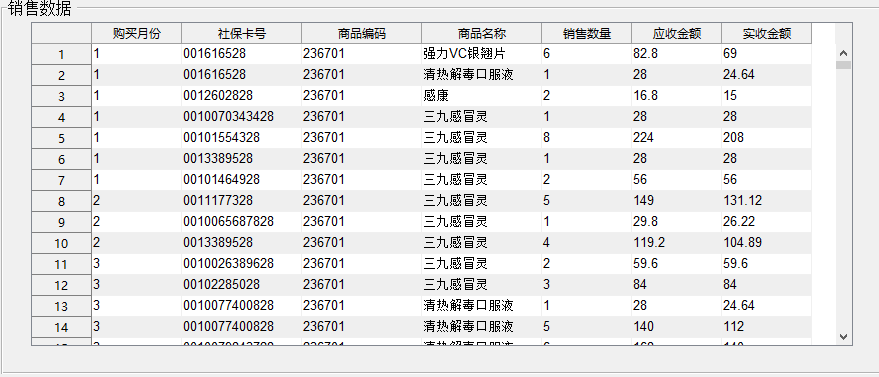 销售数据
购买月份 社保卡号 商品编码 商品名称 销售数量 应收金额 实收金额
1 1 001616528 236701 强力VC银翘片 6 82.8 69
2 1 001616528 236701 清热解毒口服液 1 28 24.64
3 1 0012602828 236701 感康 2 16.8 15
4 1 0010070343428 236701 三九感冒灵 1 28 28
5 1 00101554328 236701 三九感冒灵 8 224 208
6 1 0013389528 236701 三九感冒灵 1 28 28
7 1 00101464928 236701 三九感冒灵 2 56 56
8 2 0011177328 236701 三九感冒灵 5 149 131.12
9 2 0010065687828 236701 三九感冒灵 1 29.8 26.22
10 2 0013389528 236701 三九感冒灵 4 119.2 104.89
11 3 0010026389628 236701 三九感冒灵 2 59.6 59.6
12 3 00102285028 236701 三九感冒灵 3 84 84
13 3 0010077400828 236701 清热解毒口服液 1 28 24.64
14 3 0010077400828 236701 清热解毒口服液 5 140 112